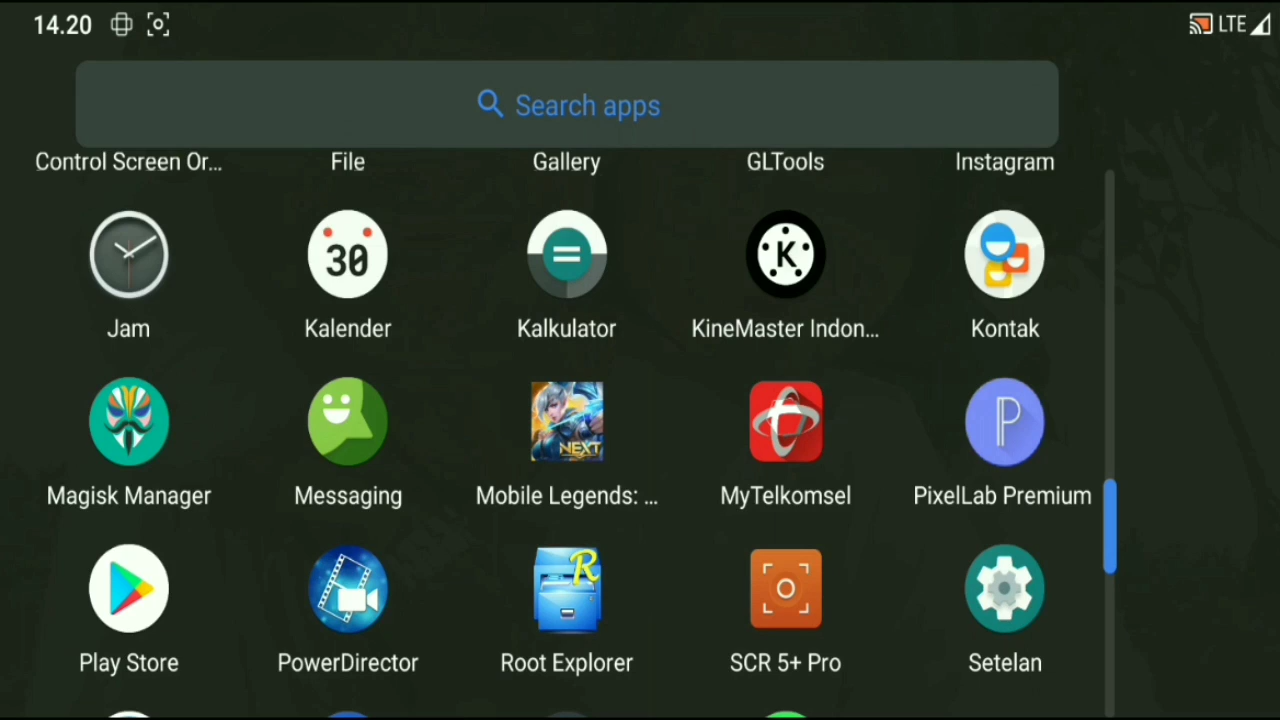 14.20 LTE
Search apps
Control Screen Or... File Gallery GLTools Instagram
30 K
Jam Kalender Kalkulator KineMaster Indon... Kontak
NEXT P
Magisk Manager Messaging Mobile Legends: ... MyTelkomsel PixelLab Premium
R
Play Store PowerDirector Root Explorer SCR 5+ Pro Setelan